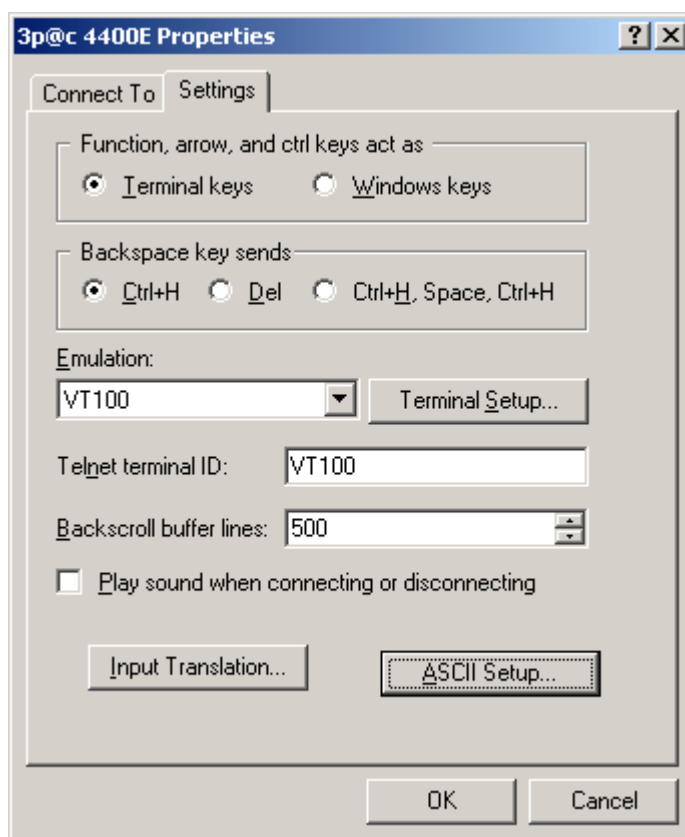 3p@c 4400E Properties
Connect To Settings
Function, arrow, and ctrl keys act as
Terminal keys Windows keys
Backspace key sends
Ctrl+H Del Ctrl+H, Space, Ctrl+H
Emulation:
VT100 Terminal Setup...
Telnet terminal ID: VT100
Backscroll buffer lines: 500
Play sound when connecting or disconnecting
Input Translation... ASCII Setup...
OK Cancel